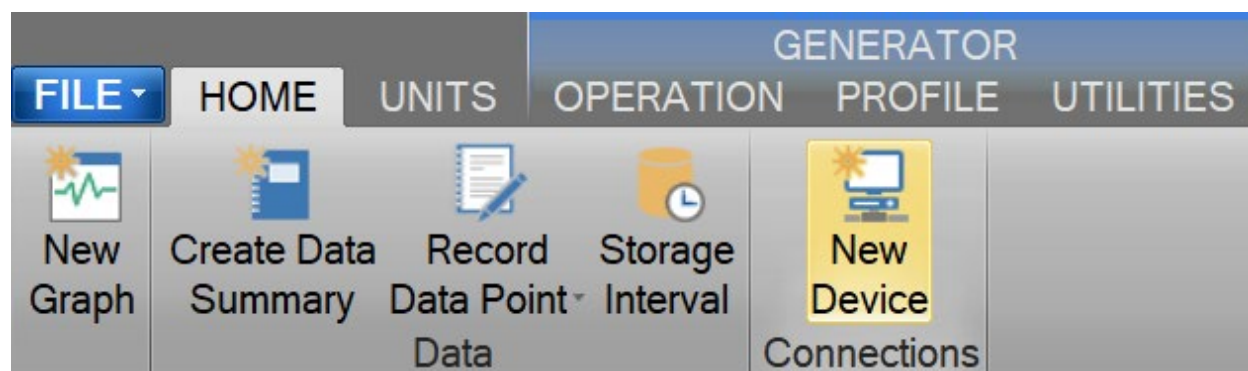 GENERATOR
FILE HOME UNITS OPERATION PROFILE UTILITIES
New Graph
Create Data Summary
Record Data Point
Storage Interval
New Device
Data
Connections